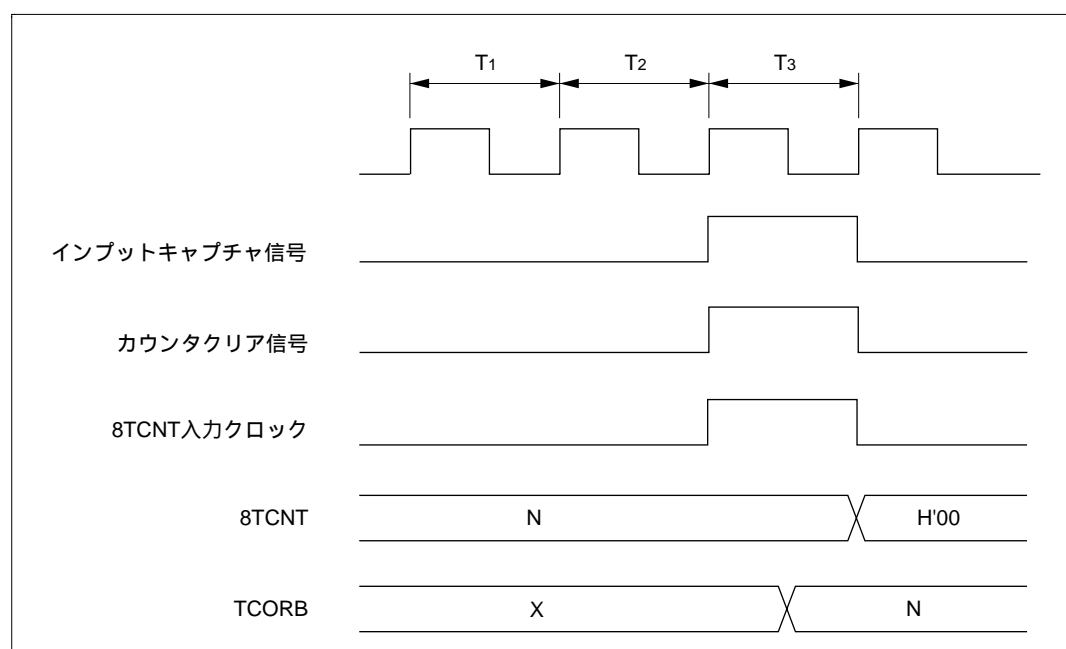 T1 T2 T3
インプットキャプチャ信号
カウンタクリア信号
8TCNT入力クロック
8TCNT N H'00
TCORB X N